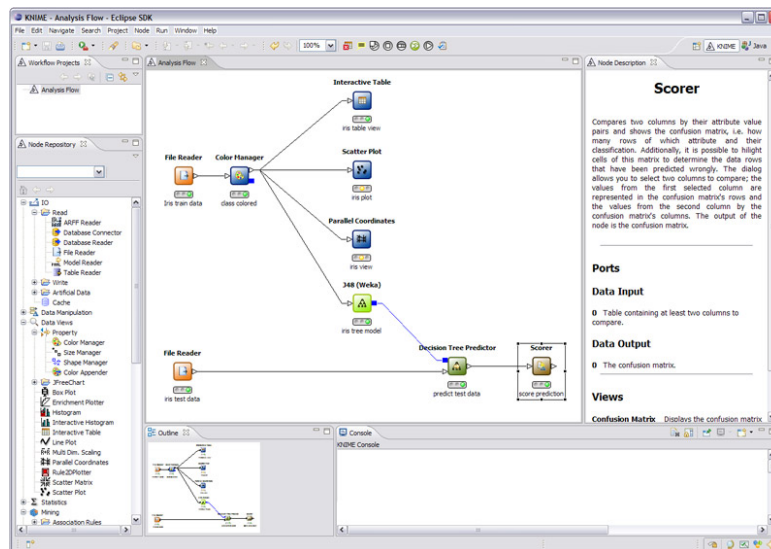 KNIME - Analysis Flow - Eclipse SDK
File Edit Navigate Search Project Node Run Window Help
100%
KNIME
Java
Workflow Projects
Analysis Flow
Node Repository
IO
Read
ARFF Reader
Database Connector
Database Reader
File Reader
Model Reader
Table Reader
Write
Artificial Data
Cache
Data Manipulation
Data Views
Property
Color Manager
Size Manager
Shape Manager
Color Appender
JFreeChart
Box Plot
Enrichment Plotter
Histogram
Interactive Histogram
Interactive Table
Line Plot
Multi Dim. Scaling
Parallel Coordinates
Rule2DPlotter
Scatter Matrix
Scatter Plot
Statistics
Mining
Association Rules
Analysis Flow
Interactive Table
iris table view
File Reader
Color Manager
Scatter Plot
Iris train data
class colored
iris plot
Parallel Coordinates
iris view
J48 (Weka)
iris tree model
File Reader
Decision Tree Predictor
Scorer
iris test data
predict test data
score prediction
Outline
Console
KNIME Console
Node Description
Scorer
Compares two columns by their attribute value
pairs and shows the confusion matrix, i.e. how
many rows of which attribute and their
classification. Additionally, it is possible to hilight
cells of this matrix to determine the data rows
that have been predicted wrongly. The dialog
allows you to select two columns to compare; the
values from the first selected column are
represented in the confusion matrix's rows and
the values from the second column by the
confusion matrix's columns. The output of the
node is the confusion matrix.
Ports
Data Input
0 Table containing at least two columns to
compare.
Data Output
0 The confusion matrix.
Views
Confusion Matrix Displays the confusion matrix